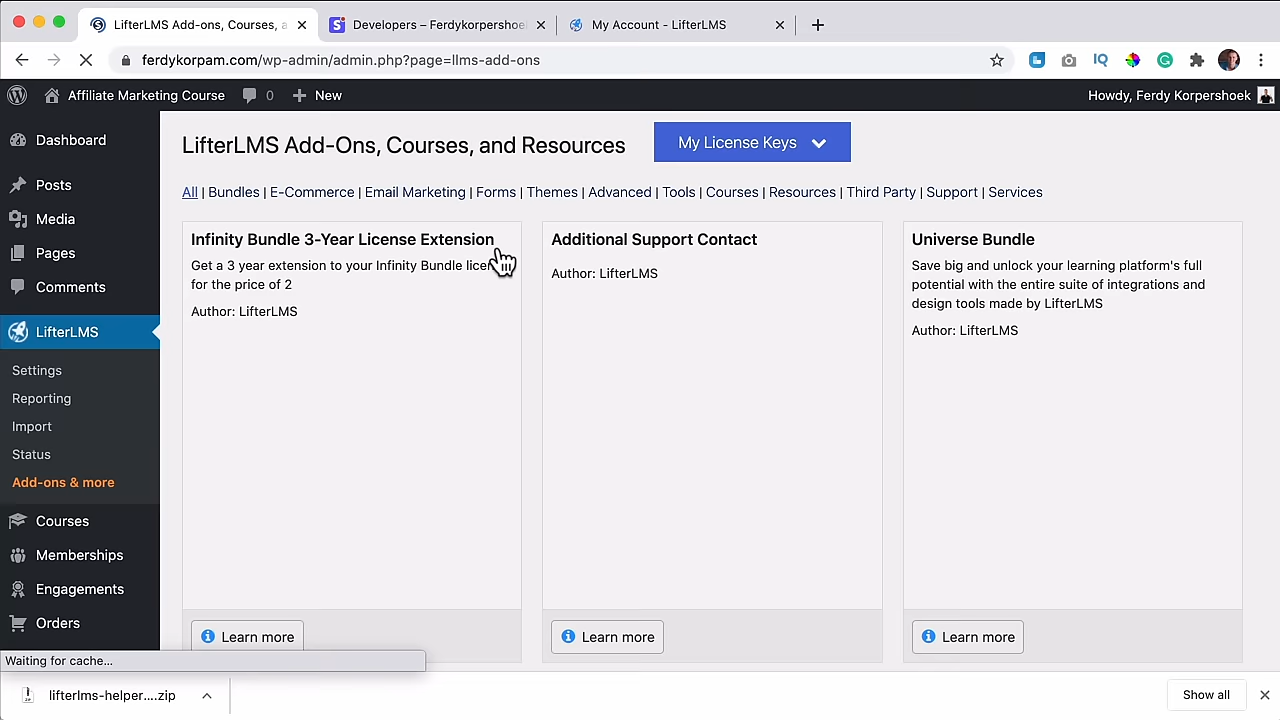 LifterLMS Add-ons, Courses, a
Developers – Ferdykorpershoe
My Account - LifterLMS
ferdykorpam.com/wp-admin/admin.php?page=llms-add-ons
Affiliate Marketing Course
0
New
Howdy, Ferdy Korpershoek
Dashboard
Posts
Media
Pages
Comments
LifterLMS
Settings
Reporting
Import
Status
Add-ons & more
Courses
Memberships
Engagements
Orders
LifterLMS Add-Ons, Courses, and Resources
My License Keys
All | Bundles | E-Commerce | Email Marketing | Forms | Themes | Advanced | Tools | Courses | Resources | Third Party | Support | Services
Infinity Bundle 3-Year License Extension
Get a 3 year extension to your Infinity Bundle lice
for the price of 2
Author: LifterLMS
Learn more
Additional Support Contact
Author: LifterLMS
Learn more
Universe Bundle
Save big and unlock your learning platform's full
potential with the entire suite of integrations and
design tools made by LifterLMS
Author: LifterLMS
Learn more
Waiting for cache...
lifterlms-helper....zip
Show all